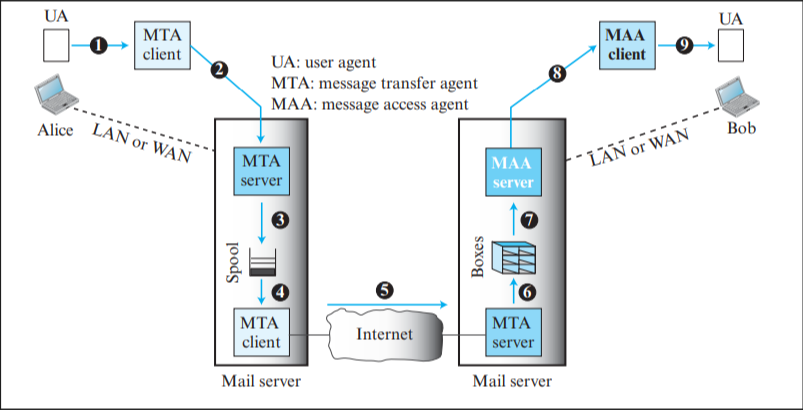 UA
1
MTA
client
2
UA: user agent
MTA: message transfer agent
MAA: message access agent
8
MAA
client
9
UA
Alice
LAN or WAN
LAN or WAN
Bob
MTA
server
3
Spool
4
MTA
client
5
Internet
MAA
server
7
Boxes
6
MTA
server
Mail server
Mail server